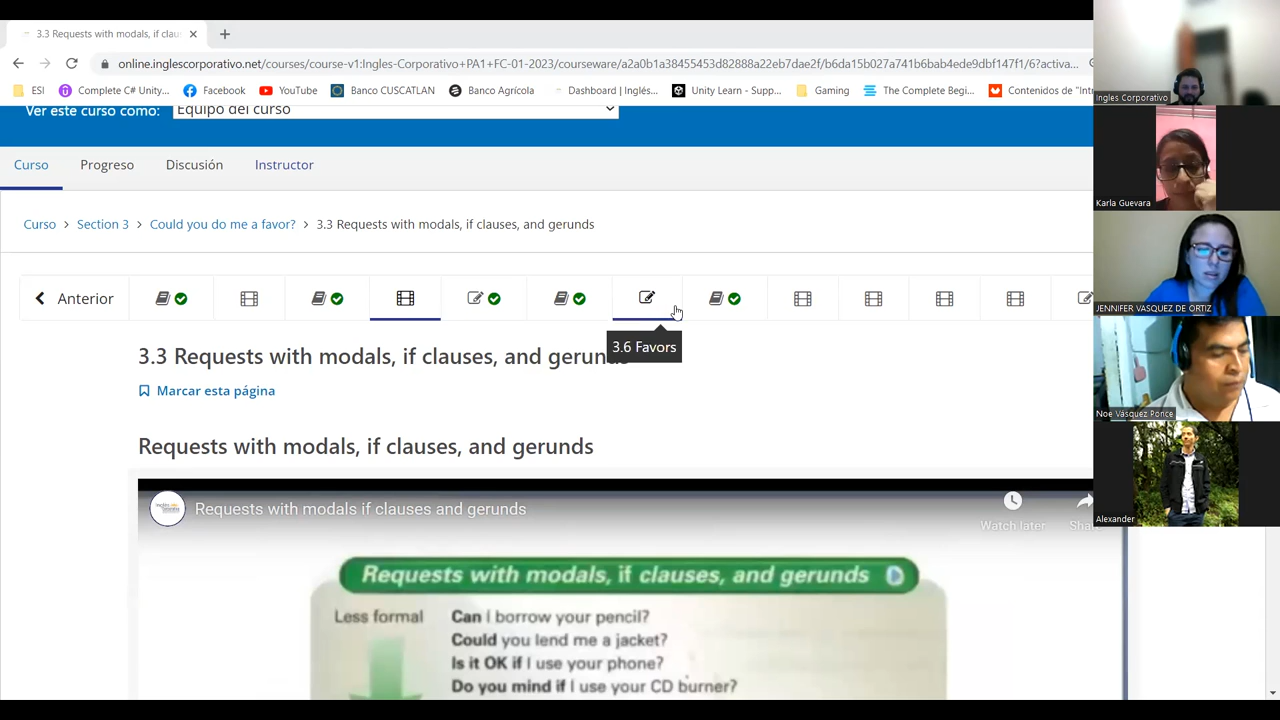 3.3 Requests with modals, if clau
online.inglescorporativo.net/courses/course-v1:Ingles-Corporativo+PA1+FC-01-2023/courseware/a2a0b1a38455453d82888a22eb7dae2f/b6da15b027a741b6bab4ede9dbf147f1/6?activa...
ESI Complete C# Unity... Facebook YouTube Banco CUSCATLAN Banco Agrícola Dashboard | Inglés... Unity Learn - Supp... Gaming The Complete Begi... Contenidos de "Int
Ver este curso como: Equipo del curso
Curso Progreso Discusión Instructor
Curso > Section 3 > Could you do me a favor? > 3.3 Requests with modals, if clauses, and gerunds
Anterior
3.6 Favors
3.3 Requests with modals, if clauses, and gerun
Marcar esta página
Requests with modals, if clauses, and gerunds
Requests with modals if clauses and gerunds
Watch later
Sha
Requests with modals, if clauses, and gerunds
Less formal
Can I borrow your pencil?
Could you lend me a jacket?
Is it OK if I use your phone?
Do you mind if I use your CD burner?
Ingles Corporativo
Karla Guevara
JENNIFER VASQUEZ DE ORTIZ
Noe Vásquez Ponce
Alexander